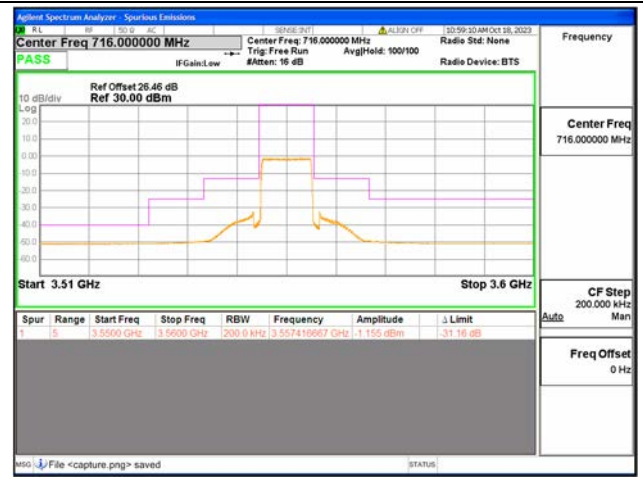 Agilent Spectrum Analyzer - Spurious Emissions
RL RF 50 Ω AC SENSE:INT ALIGN OFF 10:59:10 AM Oct 18, 2023
Center Freq 716.000000 MHz Center Freq: 716.000000 MHz Radio Std: None Frequency
Trig: Free Run Avg|Hold: 100/100
PASS IFGain:Low #Atten: 16 dB Radio Device: BTS
Ref Offset 26.46 dB
10 dB/div Ref 30.00 dBm
Log
20.0
10.0
0.00
-10.0
-20.0
-30.0
-40.0
-50.0
-60.0
Center Freq
716.000000 MHz
Start 3.51 GHz Stop 3.6 GHz
CF Step
200.000 kHz
Auto Man
Spur Range Start Freq Stop Freq RBW Frequency Amplitude Δ Limit
1 5 3.5500 GHz 3.5600 GHz 200.0 kHz 3.557416667 GHz -1.155 dBm -31.16 dB
Freq Offset
0 Hz
MSG File <capture.png> saved STATUS